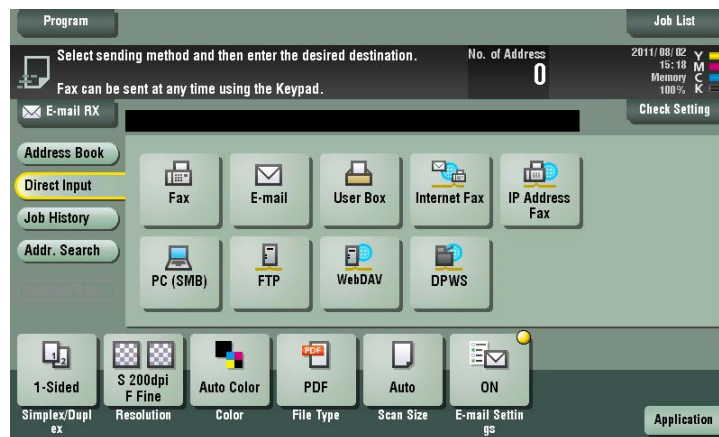 Program
Job List
Select sending method and then enter the desired destination.
Fax can be sent at any time using the Keypad.
No. of Address
0
2011/08/02
15:18
Memory
100%
Y
M
C
K
E-mail RX
Check Setting
Address Book
Direct Input
Job History
Addr. Search
Fax
E-mail
User Box
Internet Fax
IP Address
Fax
PC (SMB)
FTP
WebDAV
DPWS
1
2
PDF
1-Sided
S 200dpi
F Fine
Auto Color
PDF
Auto
ON
Simplex/Dupl
ex
Resolution
Color
File Type
Scan Size
E-mail Settin
gs
Application